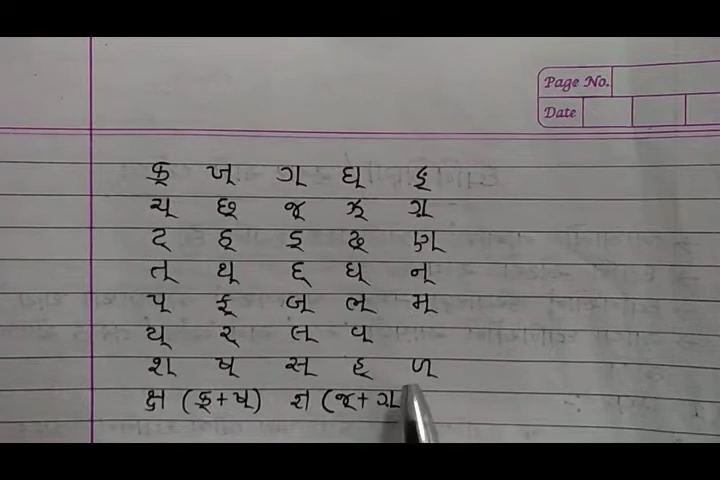 Page No.
Date
क् ख् ग् घ् ङ्
च् छ् ज् झ् ञ्
ट् ठ् ड् ढ् ण्
त् थ् द् ध् न्
प् फ् ब् भ् म्
य् र् ल् व्
श् ष् स् ह् ळ्
क्ष (क्+ष्) ज्ञ (ज्+ञ्